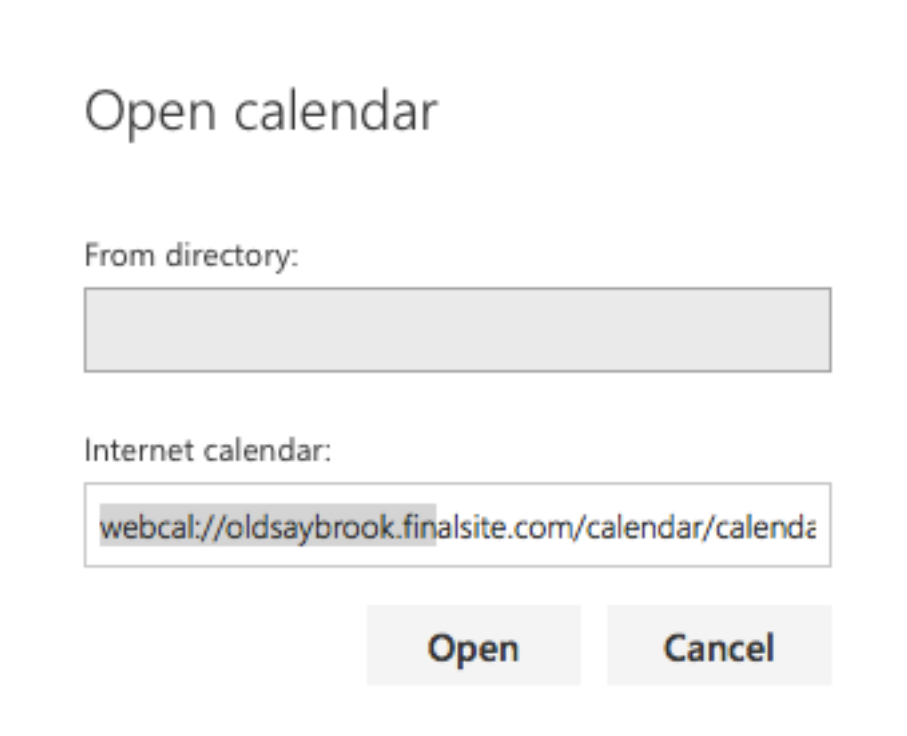 Open calendar
From directory:
Internet calendar:
webcal://oldsaybrook.finalsite.com/calendar/calenda
Open
Cancel